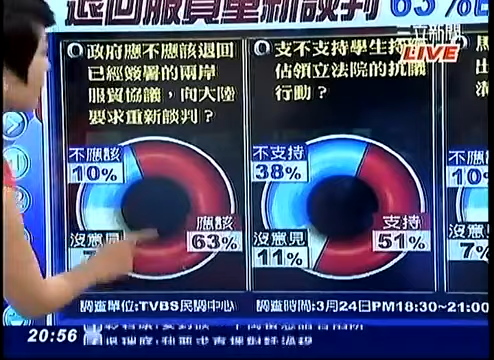 退回服貿重新談判 63%
三立新聞
LIVE
政府應不應該退回
已經簽署的兩岸
服貿協議，向大陸
要求重新談判？
不應該
10%
應該
63%
沒意見
支不支持學生持續
佔領立法院的抗議
行動？
不支持
38%
支持
51%
沒意見
11%
不應
10%
沒意
7%
調查單位:TVBS民調中心
調查時間:3月24日PM18:30~21:00
20:56